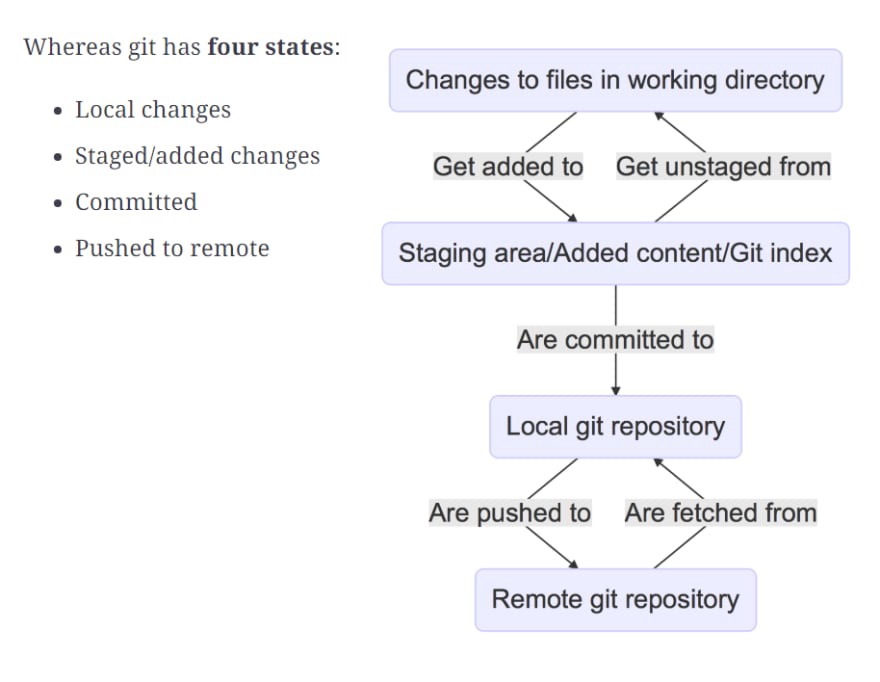 Whereas git has four states:
Local changes
Staged/added changes
Committed
Pushed to remote
Changes to files in working directory
Get added to
Get unstaged from
Staging area/Added content/Git index
Are committed to
Local git repository
Are pushed to
Are fetched from
Remote git repository